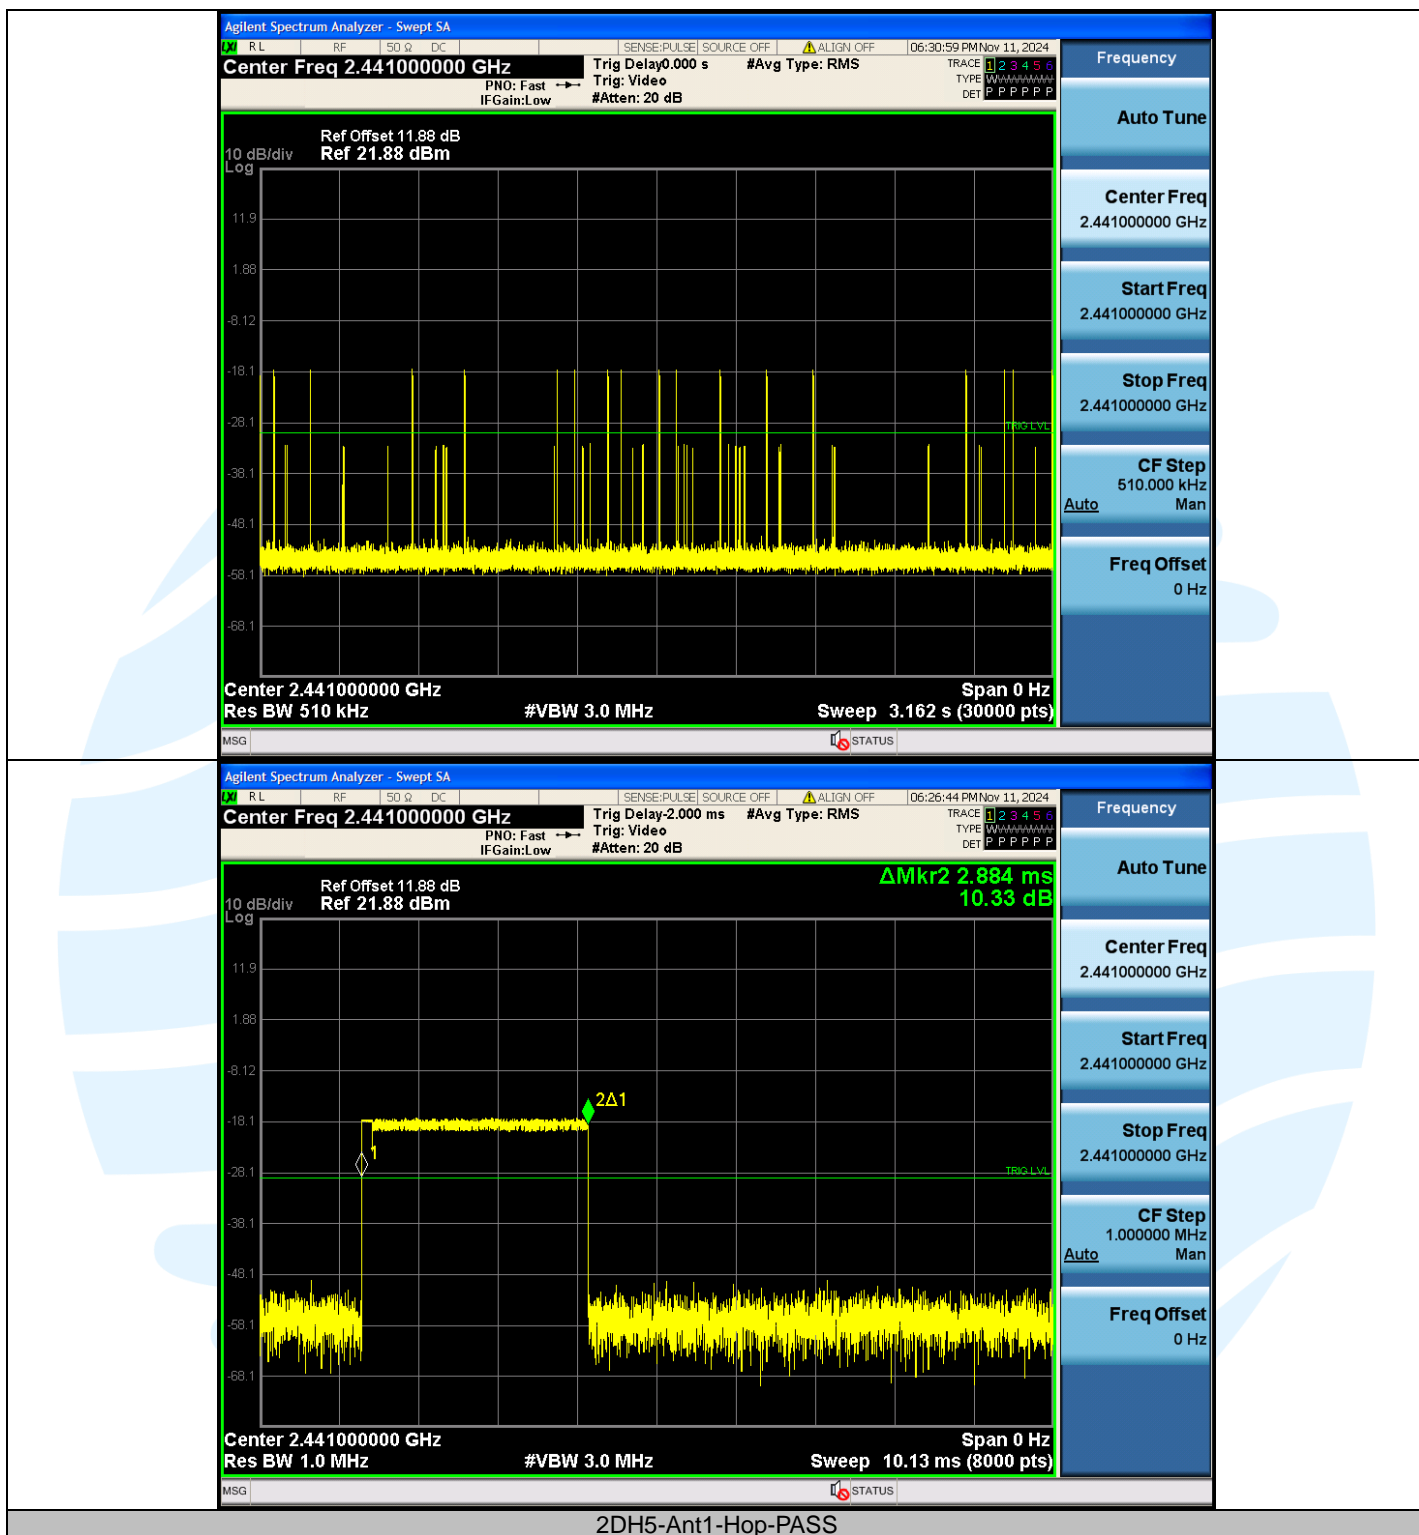 Agilent Spectrum Analyzer - Swept SA
LXI RL RF 50 Ω DC SENSE:PULSE SOURCE OFF ALIGN OFF 06:30:59 PM Nov 11, 2024
Center Freq 2.441000000 GHz
Trig Delay0.000 s #Avg Type: RMS
TRACE 1 2 3 4 5 6
PNO: Fast Trig: Video
TYPE W
IFGain:Low #Atten: 20 dB
DET P P P P P P
Ref Offset 11.88 dB
10 dB/div Ref 21.88 dBm
Log
11.9
1.88
-8.12
-18.1
-28.1
TRIG LVL
-38.1
-48.1
-58.1
-68.1
Center 2.441000000 GHz Span 0 Hz
Res BW 510 kHz #VBW 3.0 MHz Sweep 3.162 s (30000 pts)
MSG STATUS
Frequency
Auto Tune
Center Freq
2.441000000 GHz
Start Freq
2.441000000 GHz
Stop Freq
2.441000000 GHz
CF Step
510.000 kHz
Auto Man
Freq Offset
0 Hz
Agilent Spectrum Analyzer - Swept SA
LXI RL RF 50 Ω DC SENSE:PULSE SOURCE OFF ALIGN OFF 06:26:44 PM Nov 11, 2024
Center Freq 2.441000000 GHz
Trig Delay-2.000 ms #Avg Type: RMS
TRACE 1 2 3 4 5 6
PNO: Fast Trig: Video
TYPE W
IFGain:Low #Atten: 20 dB
DET P P P P P P
ΔMkr2 2.884 ms
10.33 dB
Ref Offset 11.88 dB
10 dB/div Ref 21.88 dBm
Log
11.9
1.88
-8.12
2Δ1
-18.1
1
-28.1
TRIG LVL
-38.1
-48.1
-58.1
-68.1
Center 2.441000000 GHz Span 0 Hz
Res BW 1.0 MHz #VBW 3.0 MHz Sweep 10.13 ms (8000 pts)
MSG STATUS
Frequency
Auto Tune
Center Freq
2.441000000 GHz
Start Freq
2.441000000 GHz
Stop Freq
2.441000000 GHz
CF Step
1.000000 MHz
Auto Man
Freq Offset
0 Hz
2DH5-Ant1-Hop-PASS